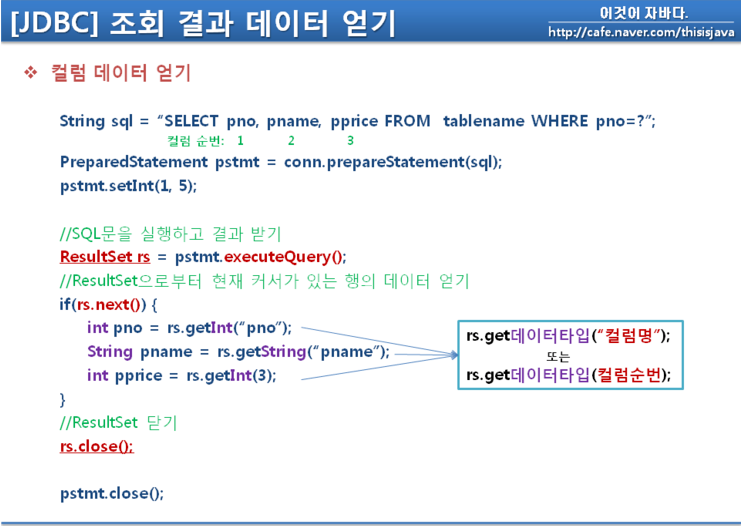 [JDBC] 조회 결과 데이터 얻기
이것이 자바다.
http://cafe.naver.com/thisisjava
❖ 컬럼 데이터 얻기
String sql = “SELECT pno, pname, pprice FROM tablename WHERE pno=?”;
컬럼 순번: 1 2 3
PreparedStatement pstmt = conn.prepareStatement(sql);
pstmt.setInt(1, 5);
//SQL문을 실행하고 결과 받기
ResultSet rs = pstmt.executeQuery();
//ResultSet으로부터 현재 커서가 있는 행의 데이터 얻기
if(rs.next()) {
int pno = rs.getInt(“pno”);
String pname = rs.getString(“pname”);
int pprice = rs.getInt(3);
}
rs.get데이터타입(“컬럼명”);
또는
rs.get데이터타입(컬럼순번);
//ResultSet 닫기
rs.close();
pstmt.close();